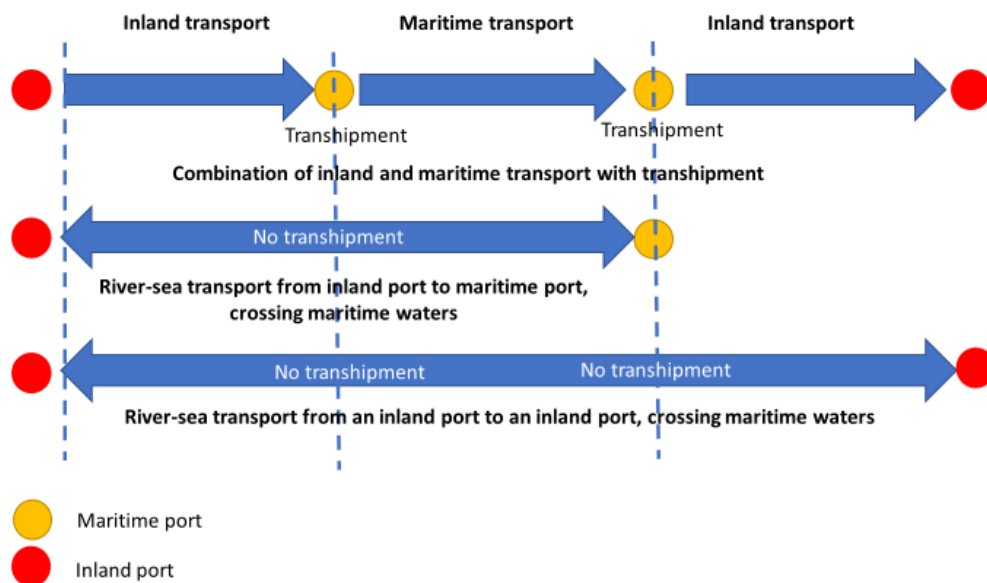 Inland transport Maritime transport Inland transport
Transhipment Transhipment
Combination of inland and maritime transport with transhipment
No transhipment
River-sea transport from inland port to maritime port,
crossing maritime waters
No transhipment No transhipment
River-sea transport from an inland port to an inland port, crossing maritime waters
Maritime port
Inland port